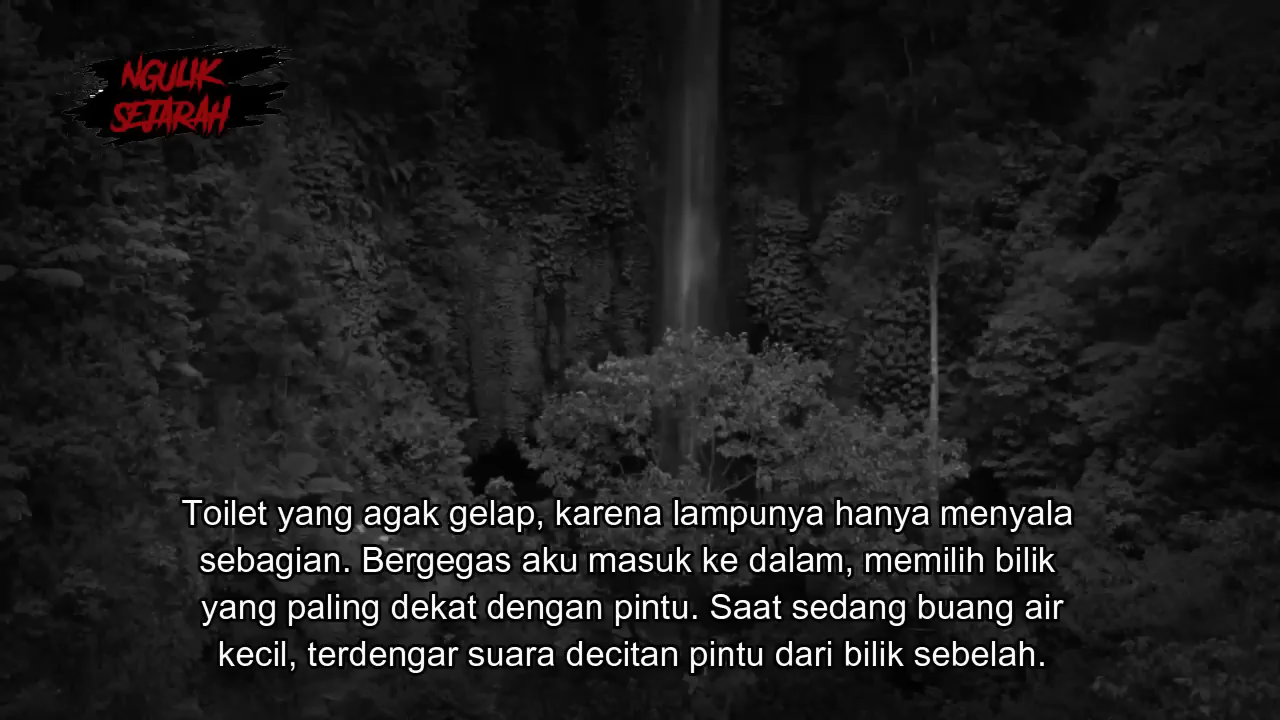 NGULIK
SEJARAH
Toilet yang agak gelap, karena lampunya hanya menyala
sebagian. Bergegas aku masuk ke dalam, memilih bilik
yang paling dekat dengan pintu. Saat sedang buang air
kecil, terdengar suara decitan pintu dari bilik sebelah.